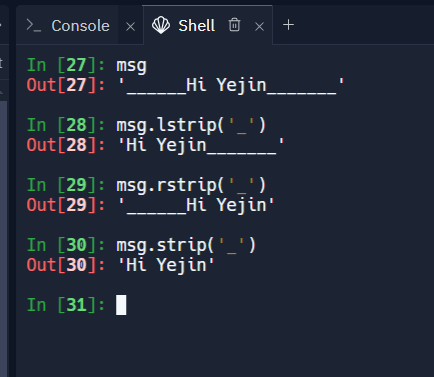 Console × Shell × +
In [27]: msg
Out[27]: '______Hi Yejin_______'
In [28]: msg.lstrip('_')
Out[28]: 'Hi Yejin_______'
In [29]: msg.rstrip('_')
Out[29]: '______Hi Yejin'
In [30]: msg.strip('_')
Out[30]: 'Hi Yejin'
In [31]: